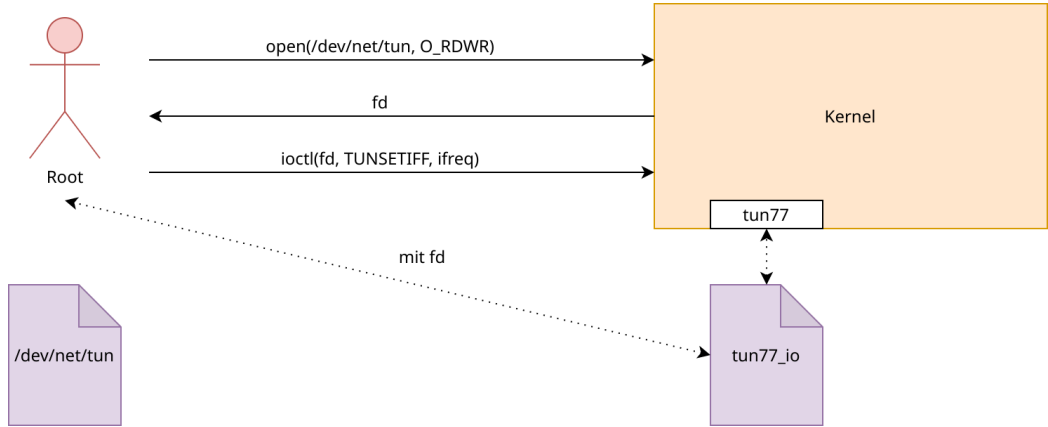 open(/dev/net/tun, O_RDWR)
fd
Kernel
ioctl(fd, TUNSETIFF, ifreq)
Root
tun77
mit fd
/dev/net/tun
tun77_io